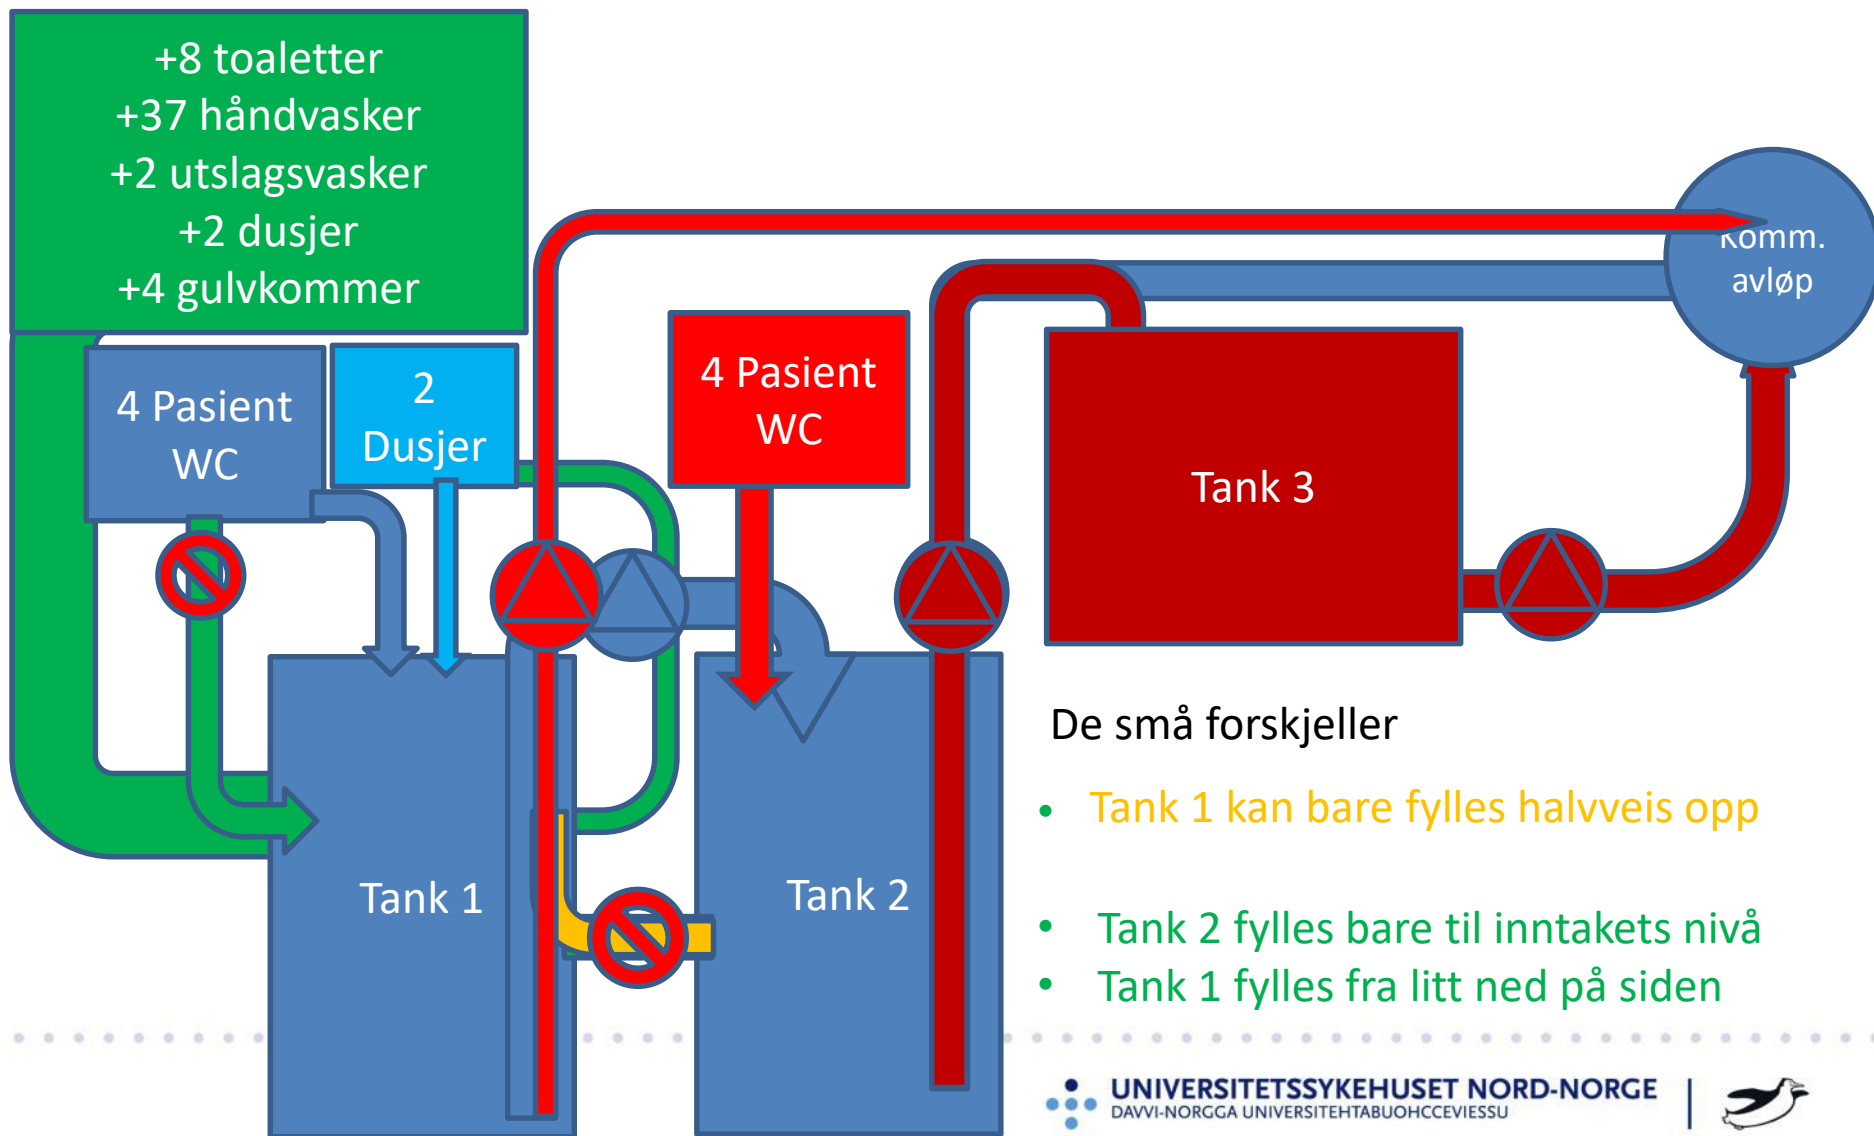 +8 toaletter
+37 håndvasker
+2 utslagsvasker
+2 dusjer
+4 gulvkommer
4 Pasient
WC
2
Dusjer
4 Pasient
WC
Komm.
avløp
Tank 3
Tank 1
Tank 2
De små forskjeller
• Tank 1 kan bare fylles halvveis opp
• Tank 2 fylles bare til inntakets nivå
• Tank 1 fylles fra litt ned på siden
UNIVERSITETSSYKEHUSET NORD-NORGE
DAVVI-NORGGA UNIVERSITEHTABUOHCCEVIESSU